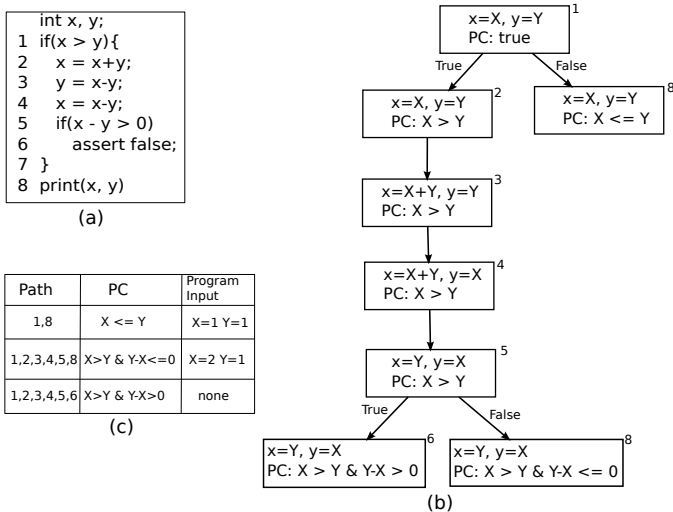 int x, y;
1 if(x > y){
2 x = x+y;
3 y = x-y;
4 x = x-y;
5 if(x - y > 0)
6 assert false;
7 }
8 print(x, y)
(a)
Path PC Program Input
1,8 X <= Y X=1 Y=1
1,2,3,4,5,8 X>Y & Y-X<=0 X=2 Y=1
1,2,3,4,5,6 X>Y & Y-X>0 none
(c)
1
x=X, y=Y
PC: true
True
False
2
x=X, y=Y
PC: X > Y
8
x=X, y=Y
PC: X <= Y
3
x=X+Y, y=Y
PC: X > Y
4
x=X+Y, y=X
PC: X > Y
5
x=Y, y=X
PC: X > Y
True
False
6
x=Y, y=X
PC: X > Y & Y-X > 0
8
x=Y, y=X
PC: X > Y & Y-X <= 0
(b)